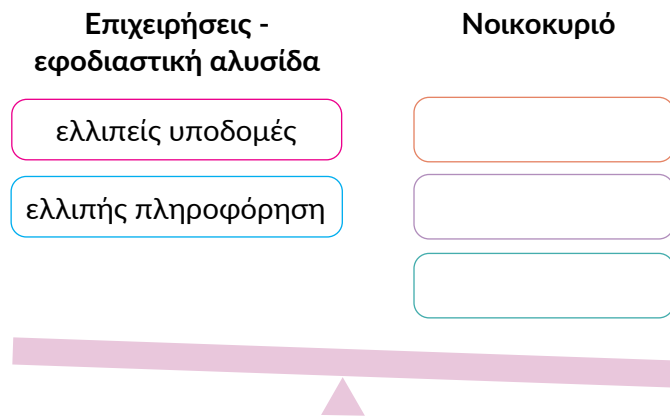 Επιχειρήσεις -
εφοδιαστική αλυσίδα
ελλιπείς υποδομές
ελλιπής πληροφόρηση
Νοικοκυριό